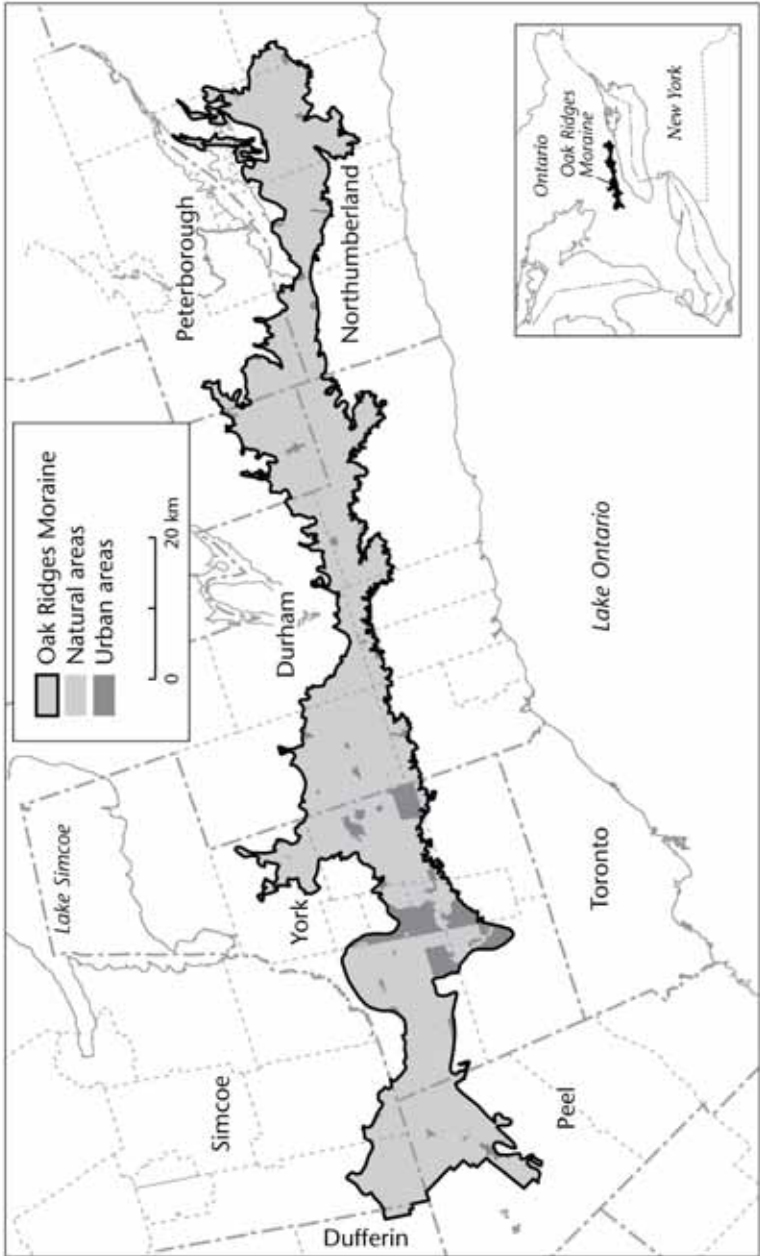 Lake Simcoe
Oak Ridges Moraine
Natural areas
Urban areas
0
20 km
Simcoe
York
Durham
Peterborough
Northumberland
Dufferin
Peel
Toronto
Lake Ontario
Ontario
Oak Ridges
Moraine
New York